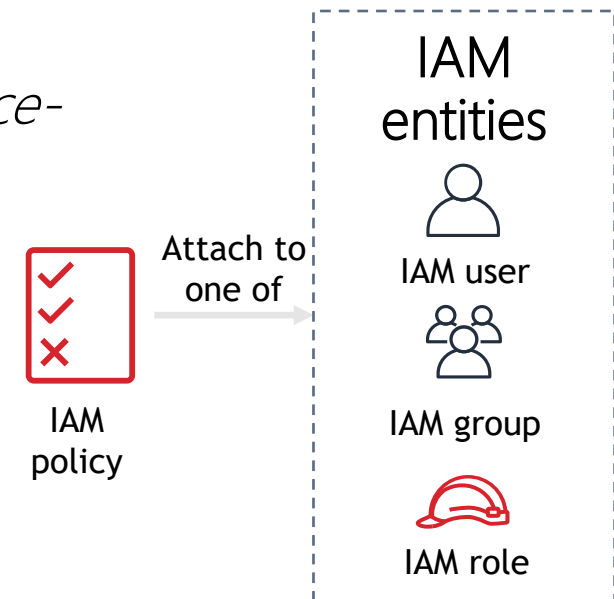 ce-
IAM
entities
Attach to
one of
IAM user
IAM group
IAM policy
IAM role